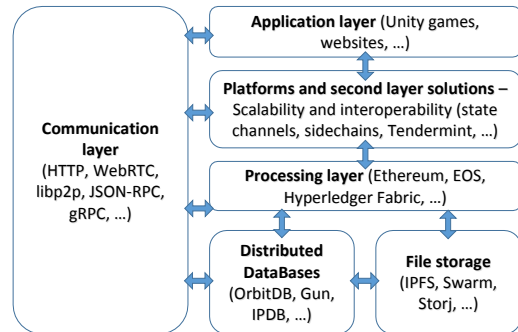 Communication
layer
(HTTP, WebRTC,
libp2p, JSON-RPC,
gRPC, ...)
Application layer (Unity games,
websites, ...)
Platforms and second layer solutions –
Scalability and interoperability (state
channels, sidechains, Tendermint, ...)
Processing layer (Ethereum, EOS,
Hyperledger Fabric, ...)
Distributed
DataBases
(OrbitDB, Gun,
IPDB, ...)
File storage
(IPFS, Swarm,
Storj, ...)